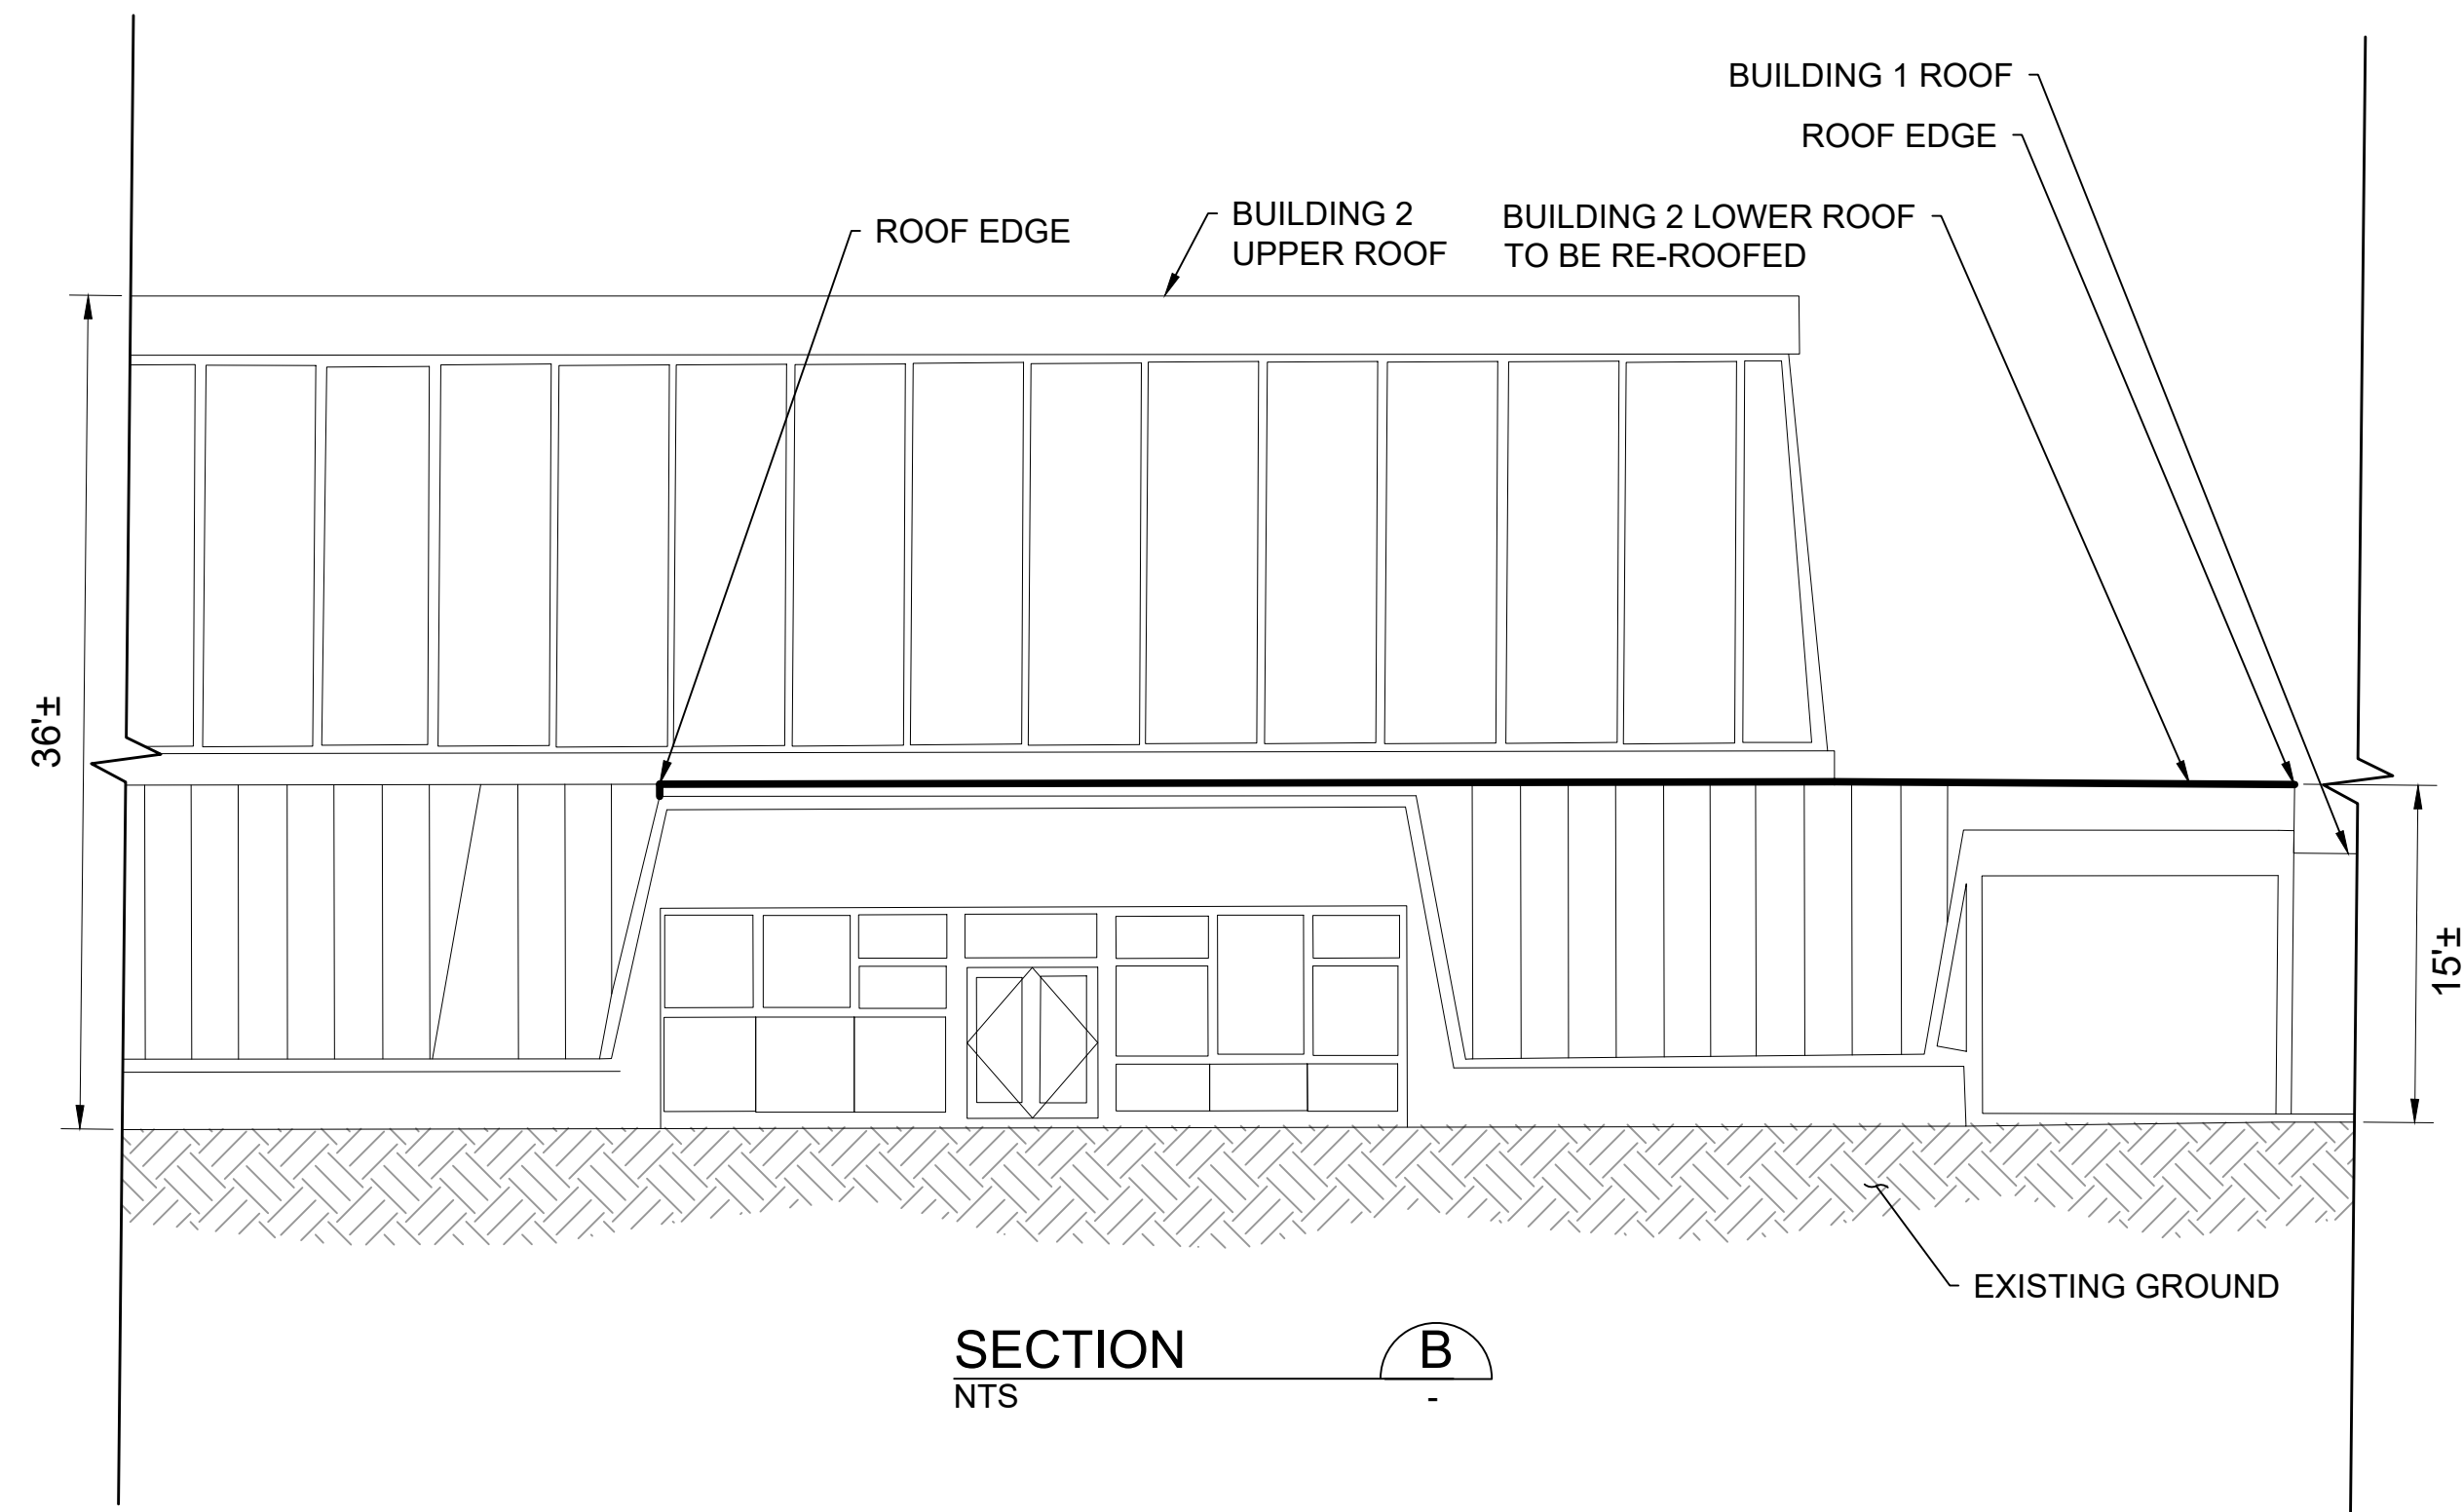 BUILDING 1 ROOF
ROOF EDGE
BUILDING 2 LOWER ROOF
TO BE RE-ROOFED
BUILDING 2
UPPER ROOF
ROOF EDGE
36'±
15'±
EXISTING GROUND
SECTION
B
NTS
-